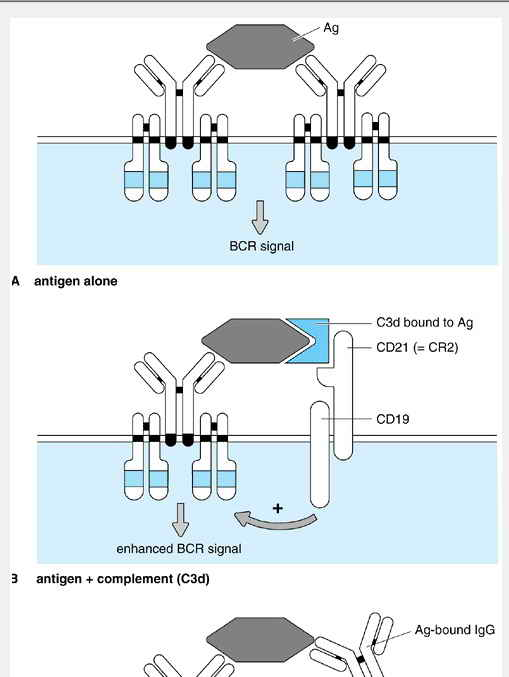 Ag
BCR signal
A antigen alone
C3d bound to Ag
CD21 (= CR2)
CD19
+
enhanced BCR signal
B antigen + complement (C3d)
Ag-bound IgG